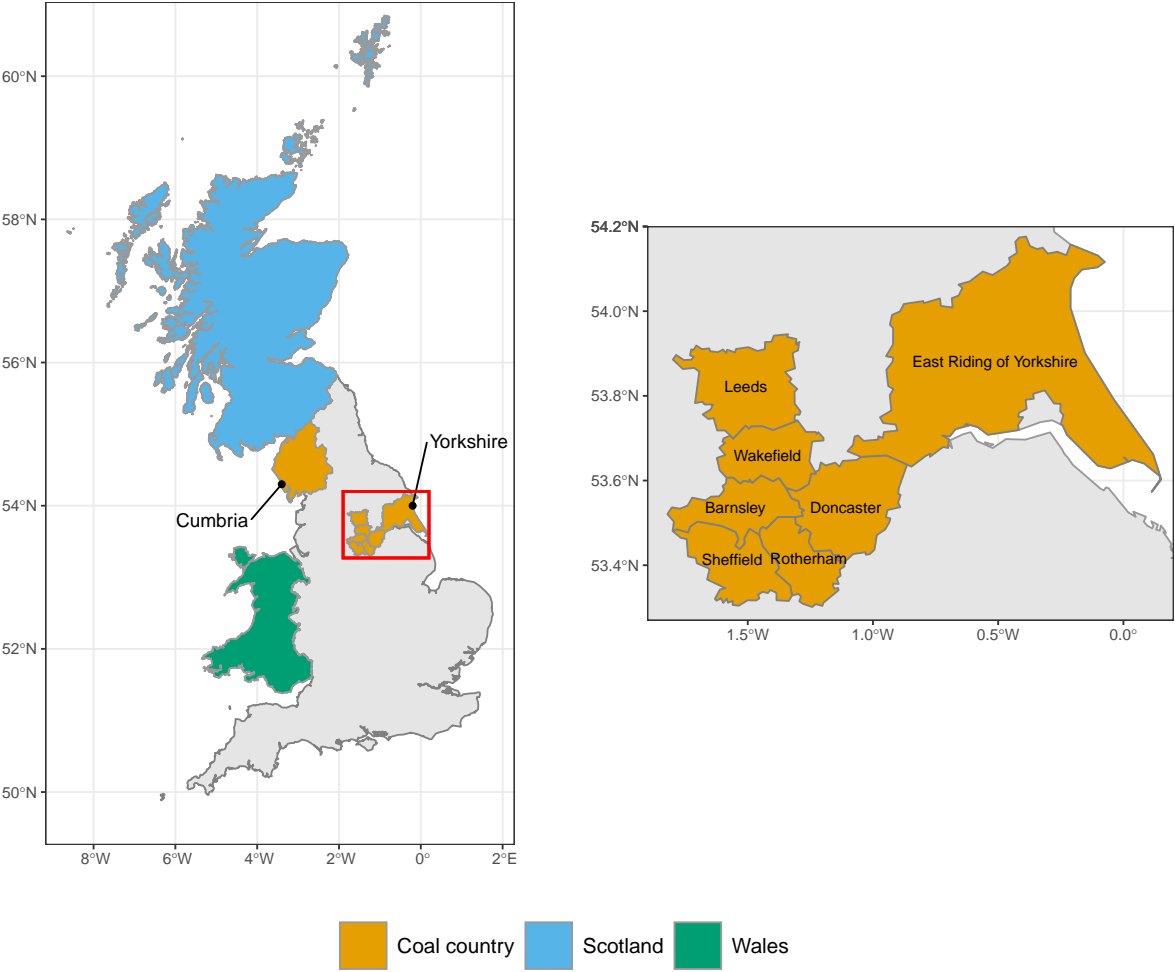 60°N
58°N
56°N
54°N
52°N
50°N
8°W 6°W 4°W 2°W 0° 2°E
Yorkshire
Cumbria
54.2°N
54.0°N
53.8°N
53.6°N
53.4°N
1.5°W 1.0°W 0.5°W 0.0°
East Riding of Yorkshire
Leeds
Wakefield
Barnsley
Doncaster
Sheffield
Rotherham
Coal country Scotland Wales